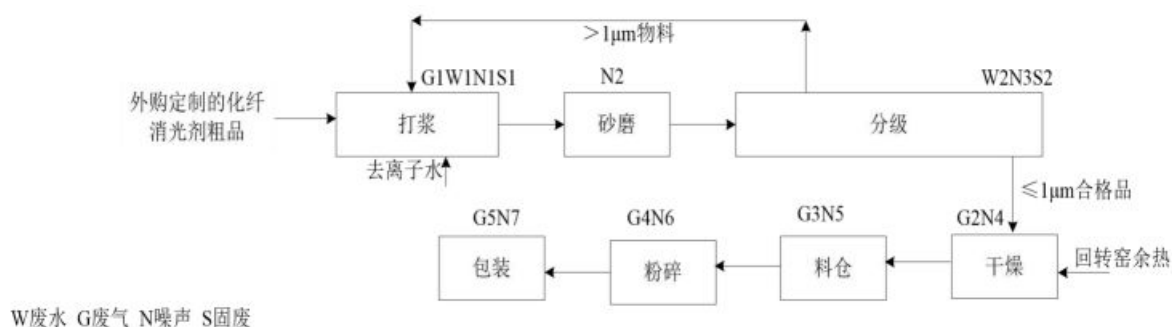 >1μm物料
G1W1N1S1
N2
W2N3S2
外购定制的化纤
消光剂粗品
打浆
砂磨
分级
去离子水
≤1μm合格品
G5N7
G4N6
G3N5
G2N4
包装
粉碎
料仓
干燥
回转窑余热
W废水 G废气 N噪声 S固废